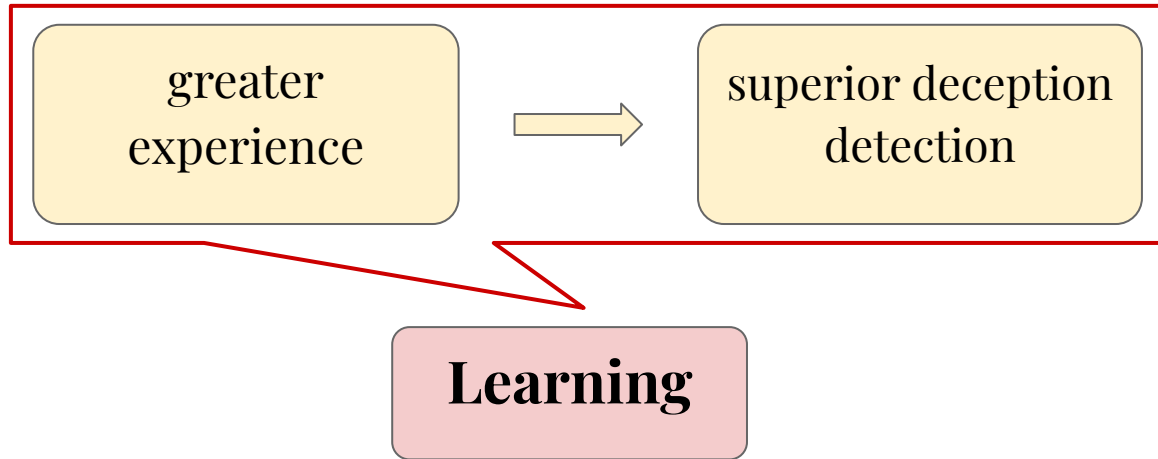 greater
experience
superior deception
detection
Learning